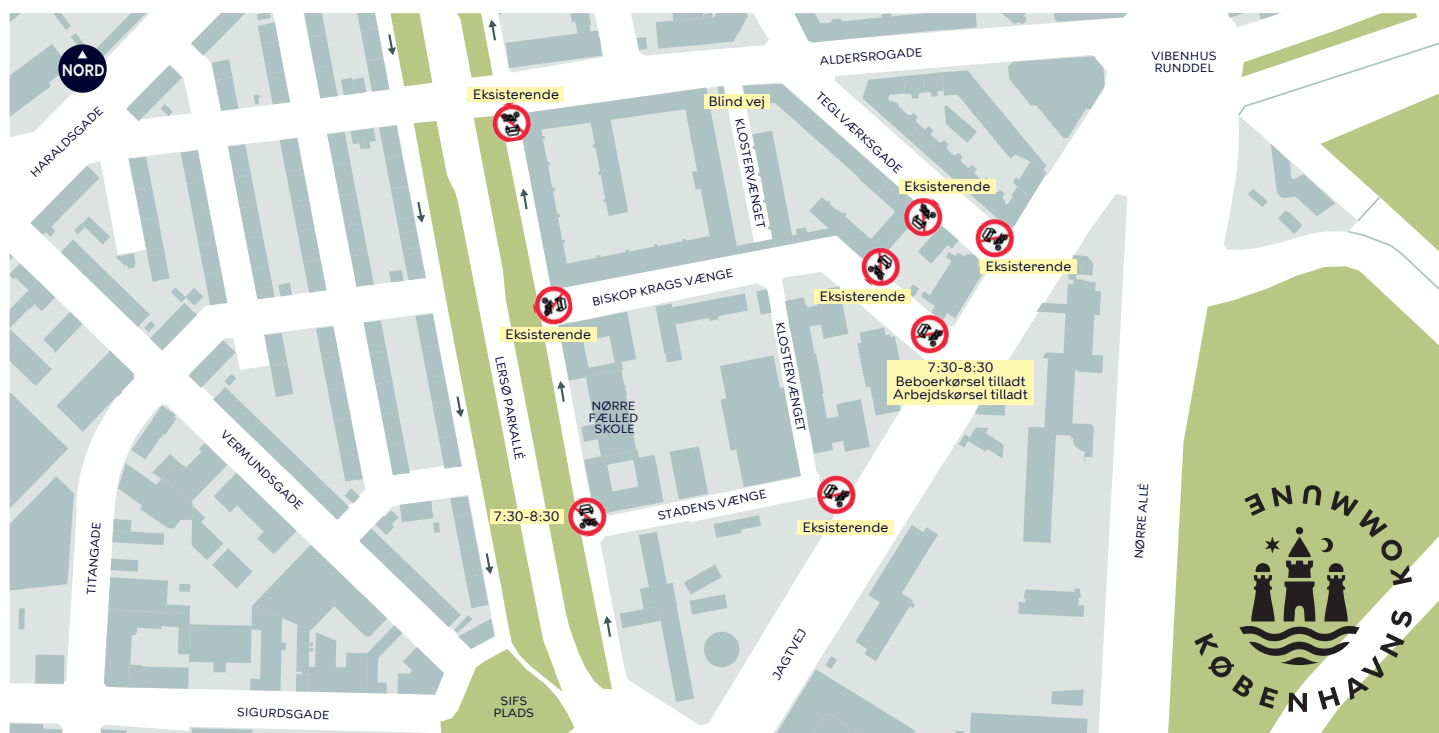 NORD
HARALDSGADE
Eksisterende
Blind vej
ALDERSROGADE
VIBENHUS
RUNDDEL
TEGLVÆRKSGADE
KLOSTERVÆNGET
Eksisterende
Eksisterende
BISKOP KRAGS VÆNGE
Eksisterende
Eksisterende
LERSØ PARKALLÉ
KLOSTERVÆNGET
7:30-8:30
Beboerkørsel tilladt
Arbejdskørsel tilladt
NØRRE
FÆLLED
SKOLE
VERMUNDSGADE
TITANGADE
7:30-8:30
STADENS VÆNGE
Eksisterende
NØRRE ALLÉ
JAGTVEJ
SIGURDSGADE
SIFS
PLADS
KØBENHAVNS KOMMUNE